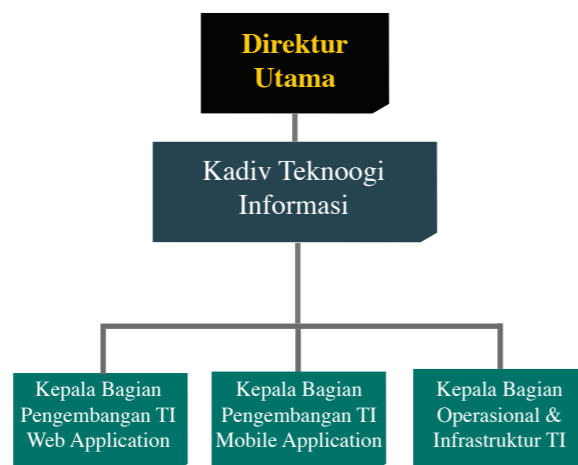 Direktur
Utama
Kadiv Teknoogi
Informasi
Kepala Bagian
Pengembangan TI
Web Application
Kepala Bagian
Pengembangan TI
Mobile Application
Kepala Bagian
Operasional &
Infrastruktur TI